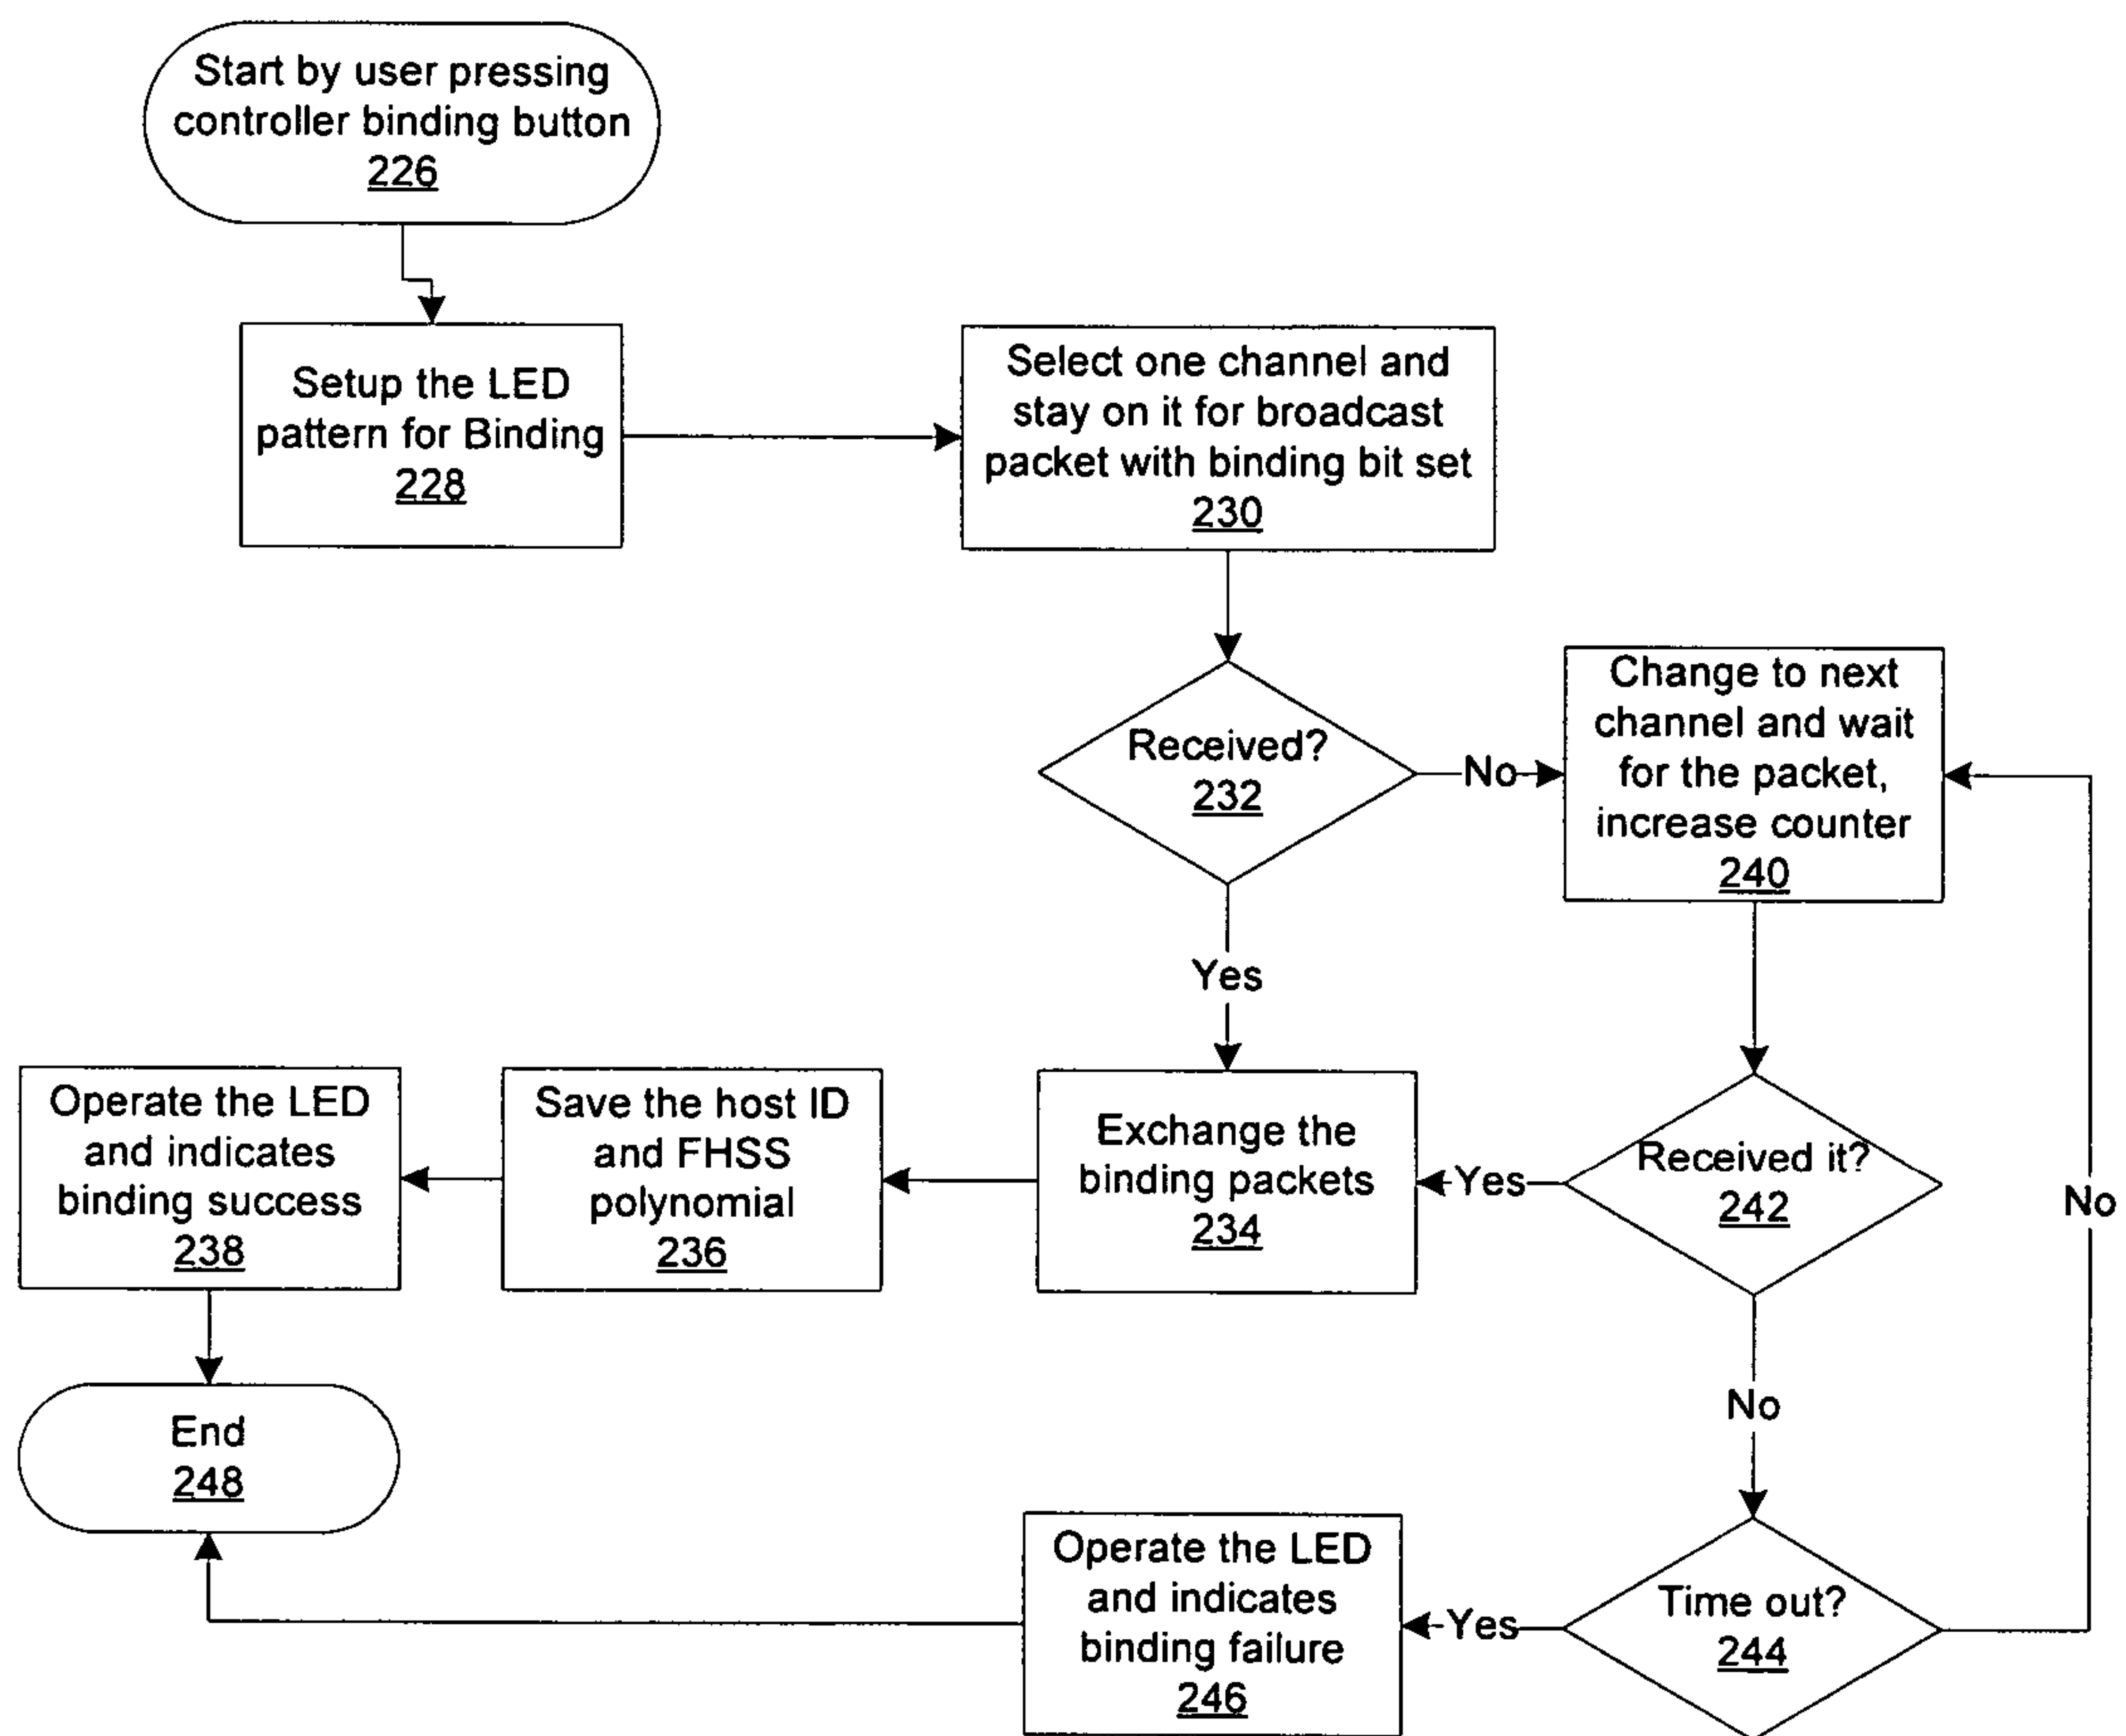 Start by user pressing
controller binding button
226
Setup the LED
pattern for Binding
228
Select one channel and
stay on it for broadcast
packet with binding bit set
230
Received?
232
No
Change to next
channel and wait
for the packet,
increase counter
240
Yes
Operate the LED
and indicates
binding success
238
Save the host ID
and FHSS
polynomial
236
Exchange the
binding packets
234
Yes
Received it?
242
No
No
End
248
Operate the LED
and indicates
binding failure
246
Yes
Time out?
244